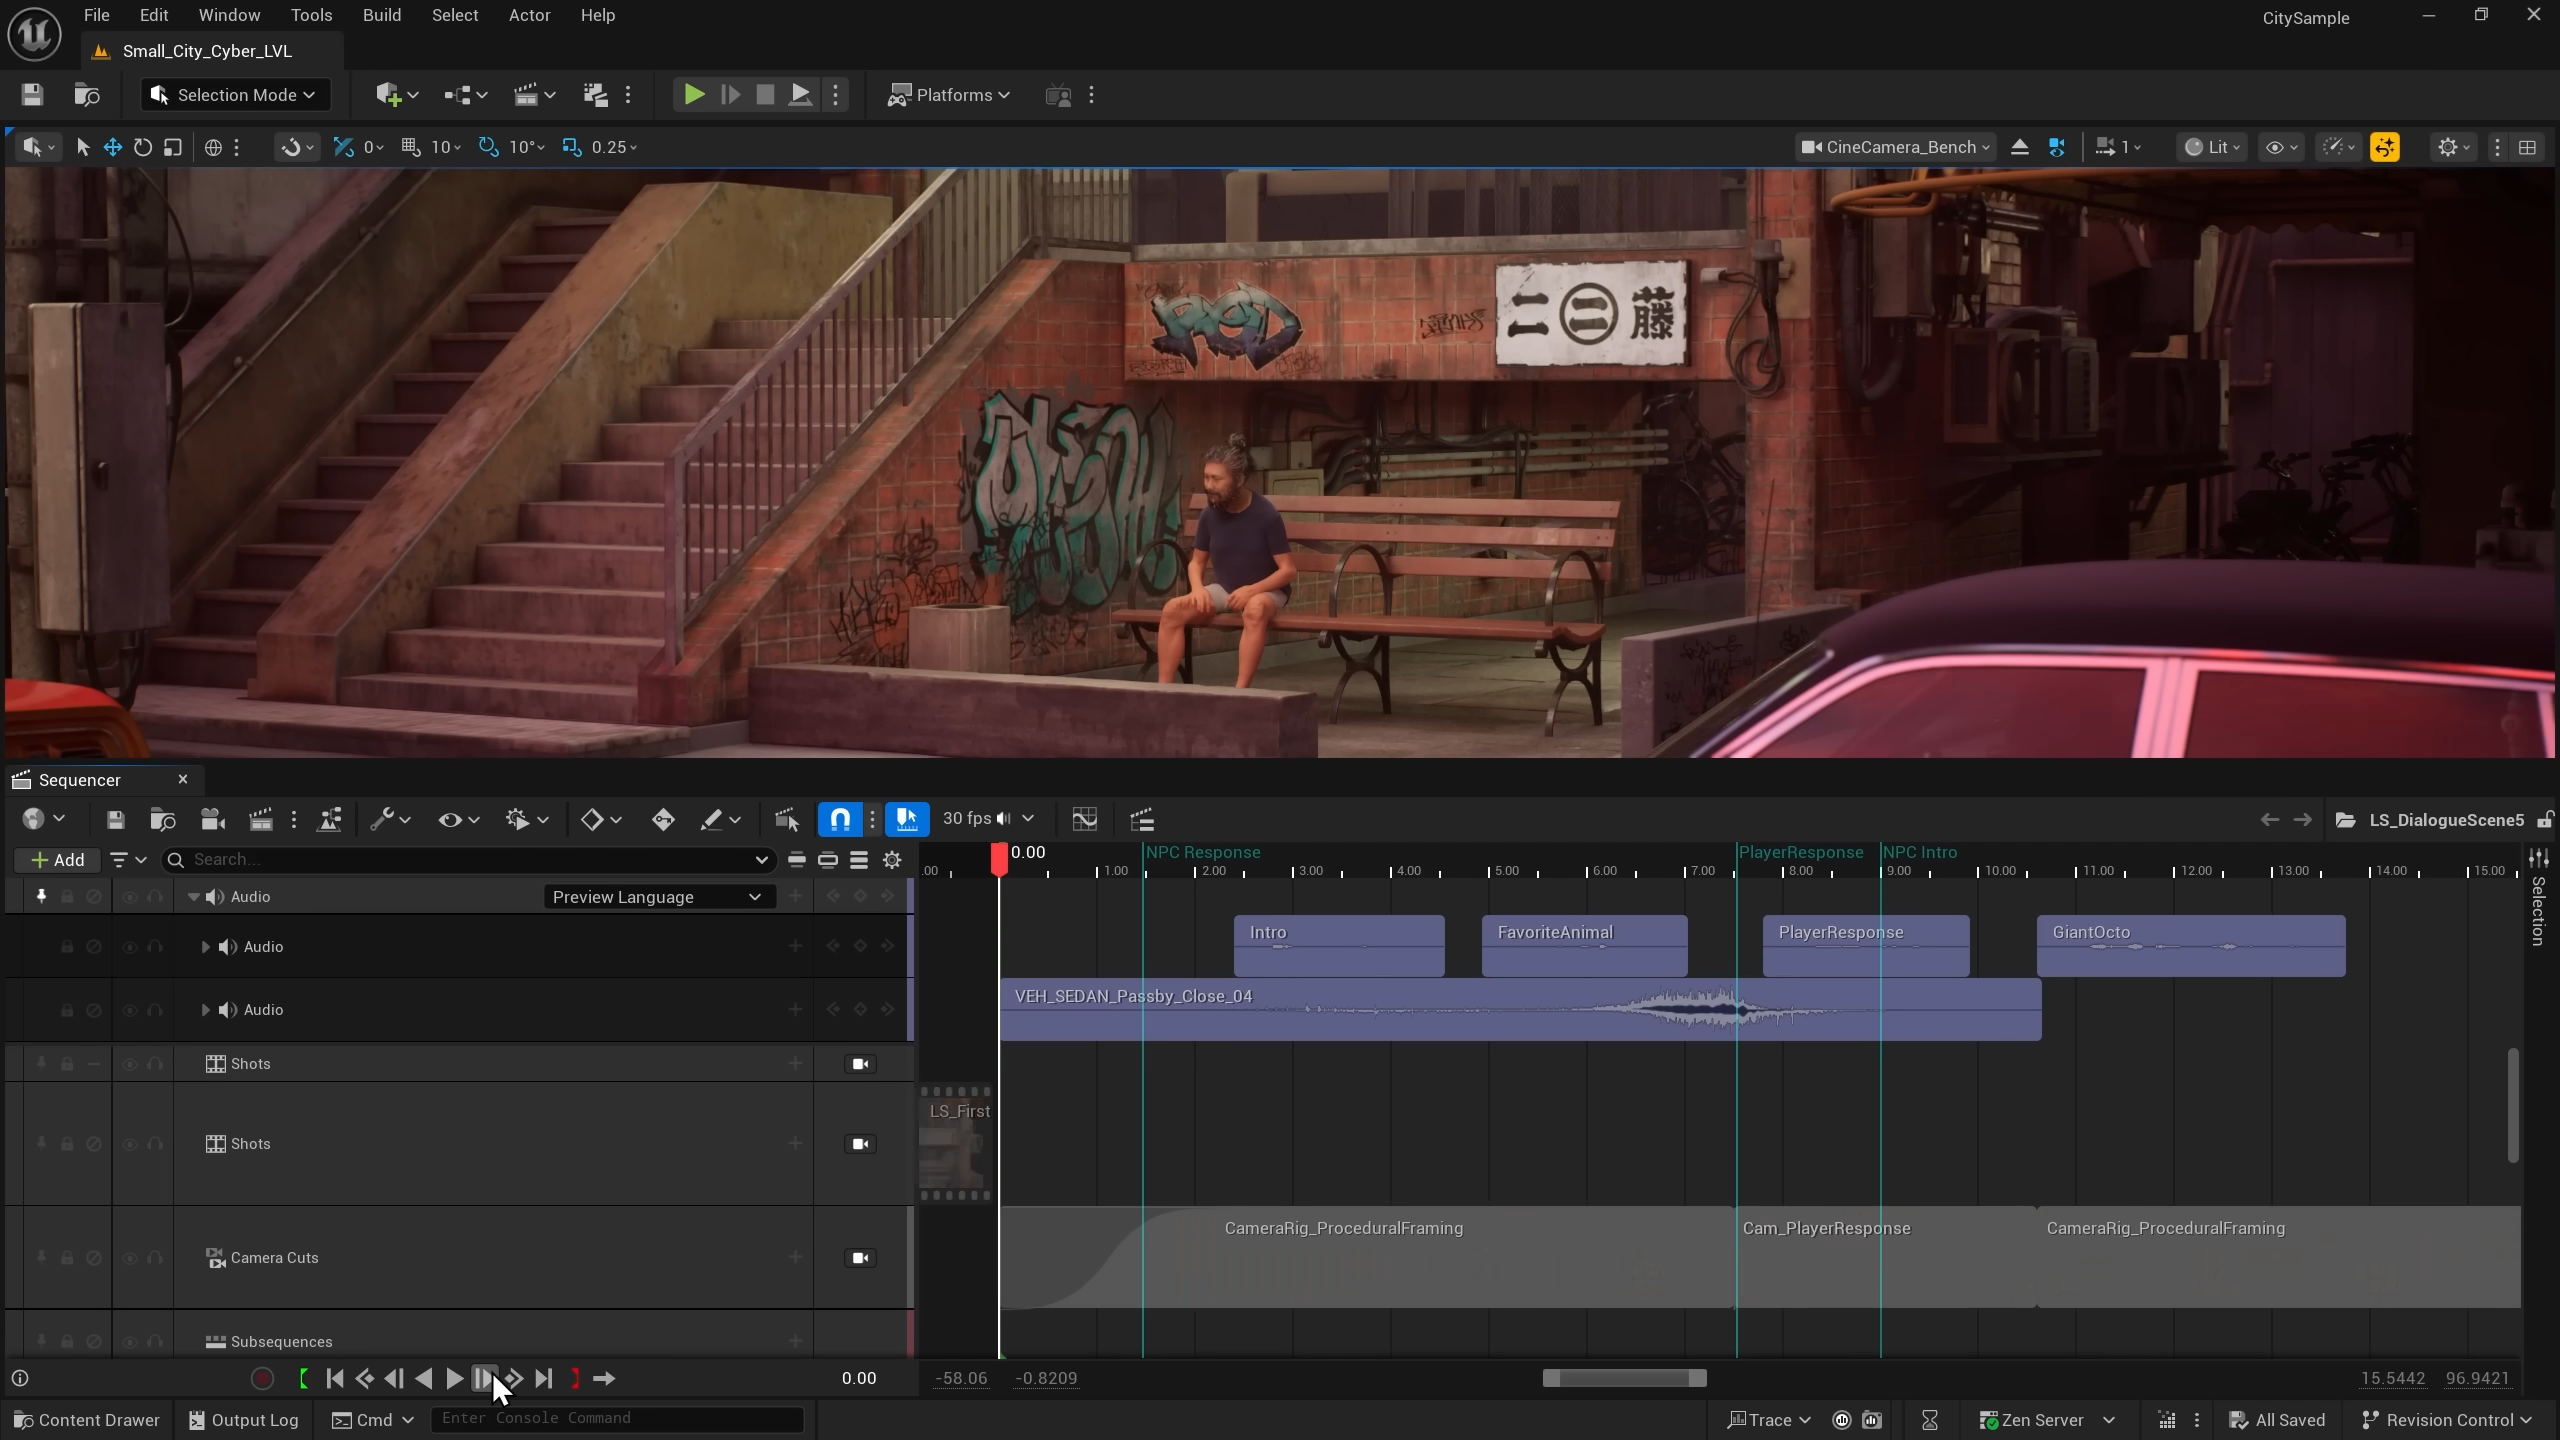 File Edit Window Tools Build Select Actor Help
CitySample
Small_City_Cyber_LVL
Selection Mode
Platforms
0 10 10° 0.25
CineCamera_Bench
1
Lit
二 ㊂ 藤
Sequencer
30 fps
LS_DialogueScene5
Add
Search...
0.00
NPC Response
PlayerResponse
NPC Intro
.00 1.00 2.00 3.00 4.00 5.00 6.00 7.00 8.00 9.00 10.00 11.00 12.00 13.00 14.00 15.00
Selection
Audio
Preview Language
Audio
Intro
FavoriteAnimal
PlayerResponse
GiantOcto
Audio
VEH_SEDAN_Passby_Close_04
Shots
Shots
LS_First
Camera Cuts
CameraRig_ProceduralFraming
Cam_PlayerResponse
CameraRig_ProceduralFraming
Subsequences
0.00
-58.06
-0.8209
15.5442
96.9421
Content Drawer
Output Log
Cmd
Enter Console Command
Trace
Zen Server
All Saved
Revision Control